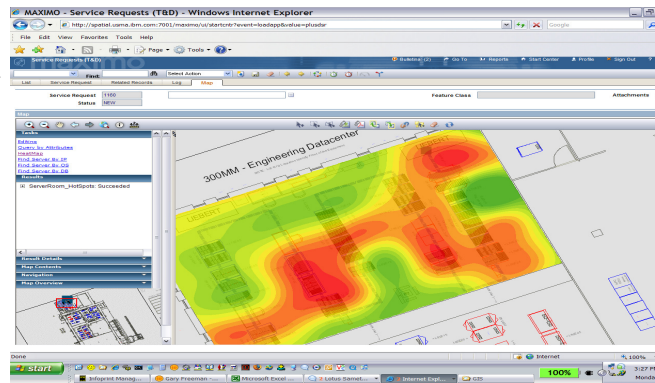 MAXIMO - Service Requests (T&D) - Windows Internet Explorer
http://spatial.usma.ibm.com:7001/maximo/ui/startcntr?event=loadapp&value=plusdsr
Google
File Edit View Favorites Tools Help
Page Tools
Service Requests (T&D)
Bulletins: (2) Go To Reports Start Center Profile Sign Out ?
Find: Select Action
List Service Request Related Records Log Map
Service Request 1160 Feature Class Attachments
Status NEW
Map
Tasks
Editing
Query by Attributes
HeatMap
Find Server By IP
Find Server By OS
Find Server By DB
Results
ServerRoom_HotSpots: Succeeded
Result Details
Map Contents
Navigation
Map Overview
300MM - Engineering Datacenter
LIEBERT
Done Internet 100%
start 100% 3:27 P
Infoprint Manag... Gary Freeman -... Microsoft Excel ... 2 Lotus Samet... 2 Internet Expl... GIS Monda